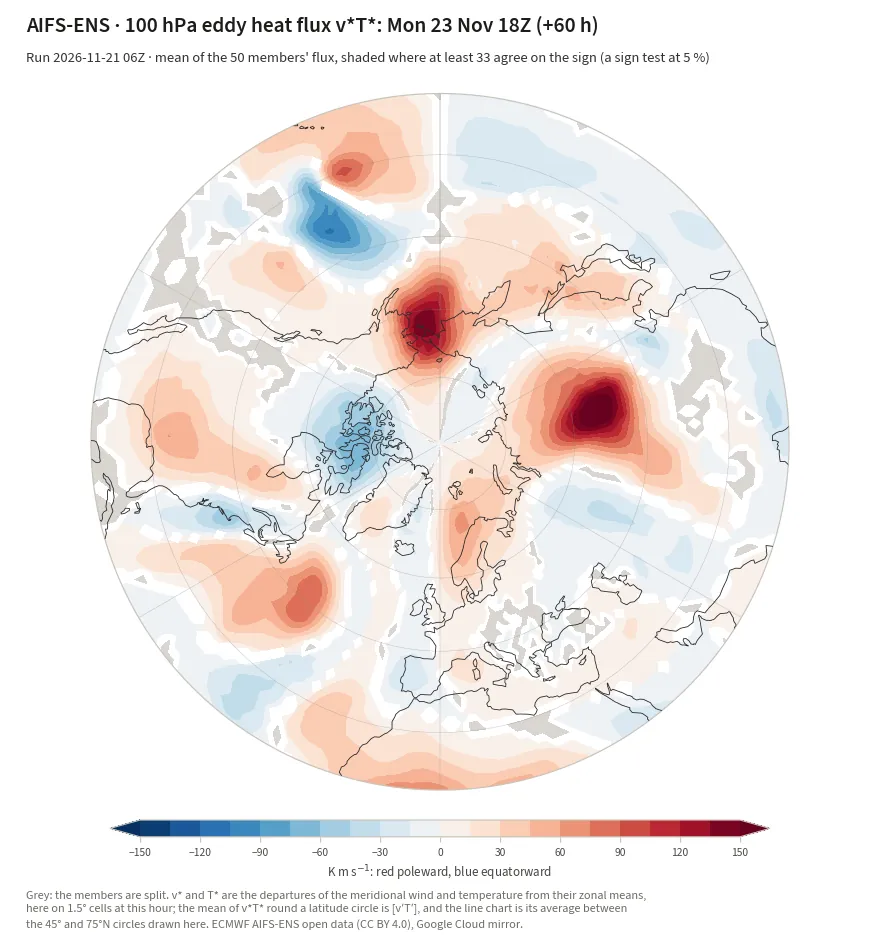 AIFS-ENS · 100 hPa eddy heat flux v*T*: Mon 23 Nov 18Z (+60 h)
Run 2026-11-21 06Z · mean of the 50 members' flux, shaded where at least 33 agree on the sign (a sign test at 5 %)
−150 −120 −90 −60 −30 0 30 60 90 120 150
K m s⁻¹: red poleward, blue equatorward
Grey: the members are split. v* and T* are the departures of the meridional wind and temperature from their zonal means,
here on 1.5° cells at this hour; the mean of v*T* round a latitude circle is [v′T′], and the line chart is its average between
the 45° and 75°N circles drawn here. ECMWF AIFS-ENS open data (CC BY 4.0), Google Cloud mirror.